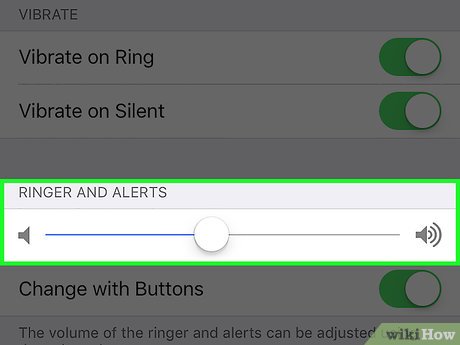 VIBRATE
Vibrate on Ring
Vibrate on Silent
RINGER AND ALERTS
Change with Buttons
The volume of the ringer and alerts can be adjusted
wikiHow